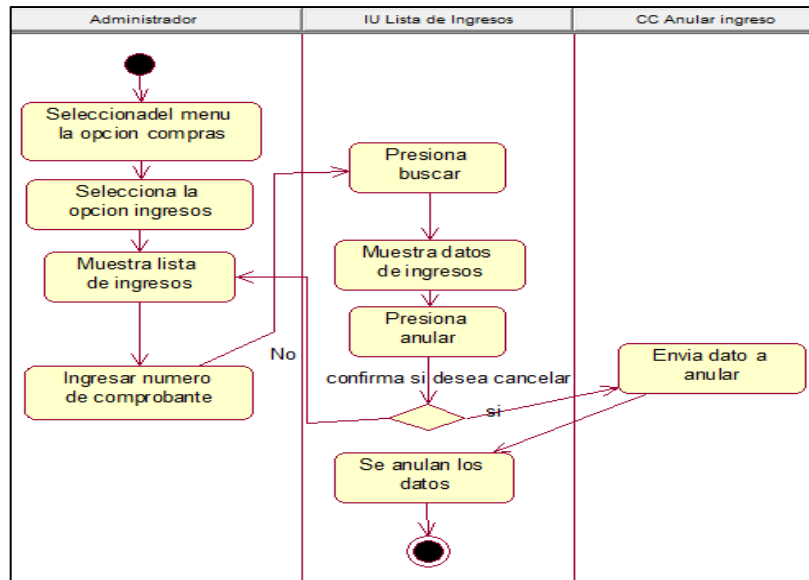 Administrador
IU Lista de Ingresos
CC Anular ingreso
Seleccionadel menu
la opcion compras
Selecciona la
opcion ingresos
Muestra lista
de ingresos
Ingresar numero
de comprobante
Presiona
buscar
Muestra datos
de ingresos
Presiona
anular
confirma si desea cancelar
No
si
Envia dato a
anular
Se anulan los
datos